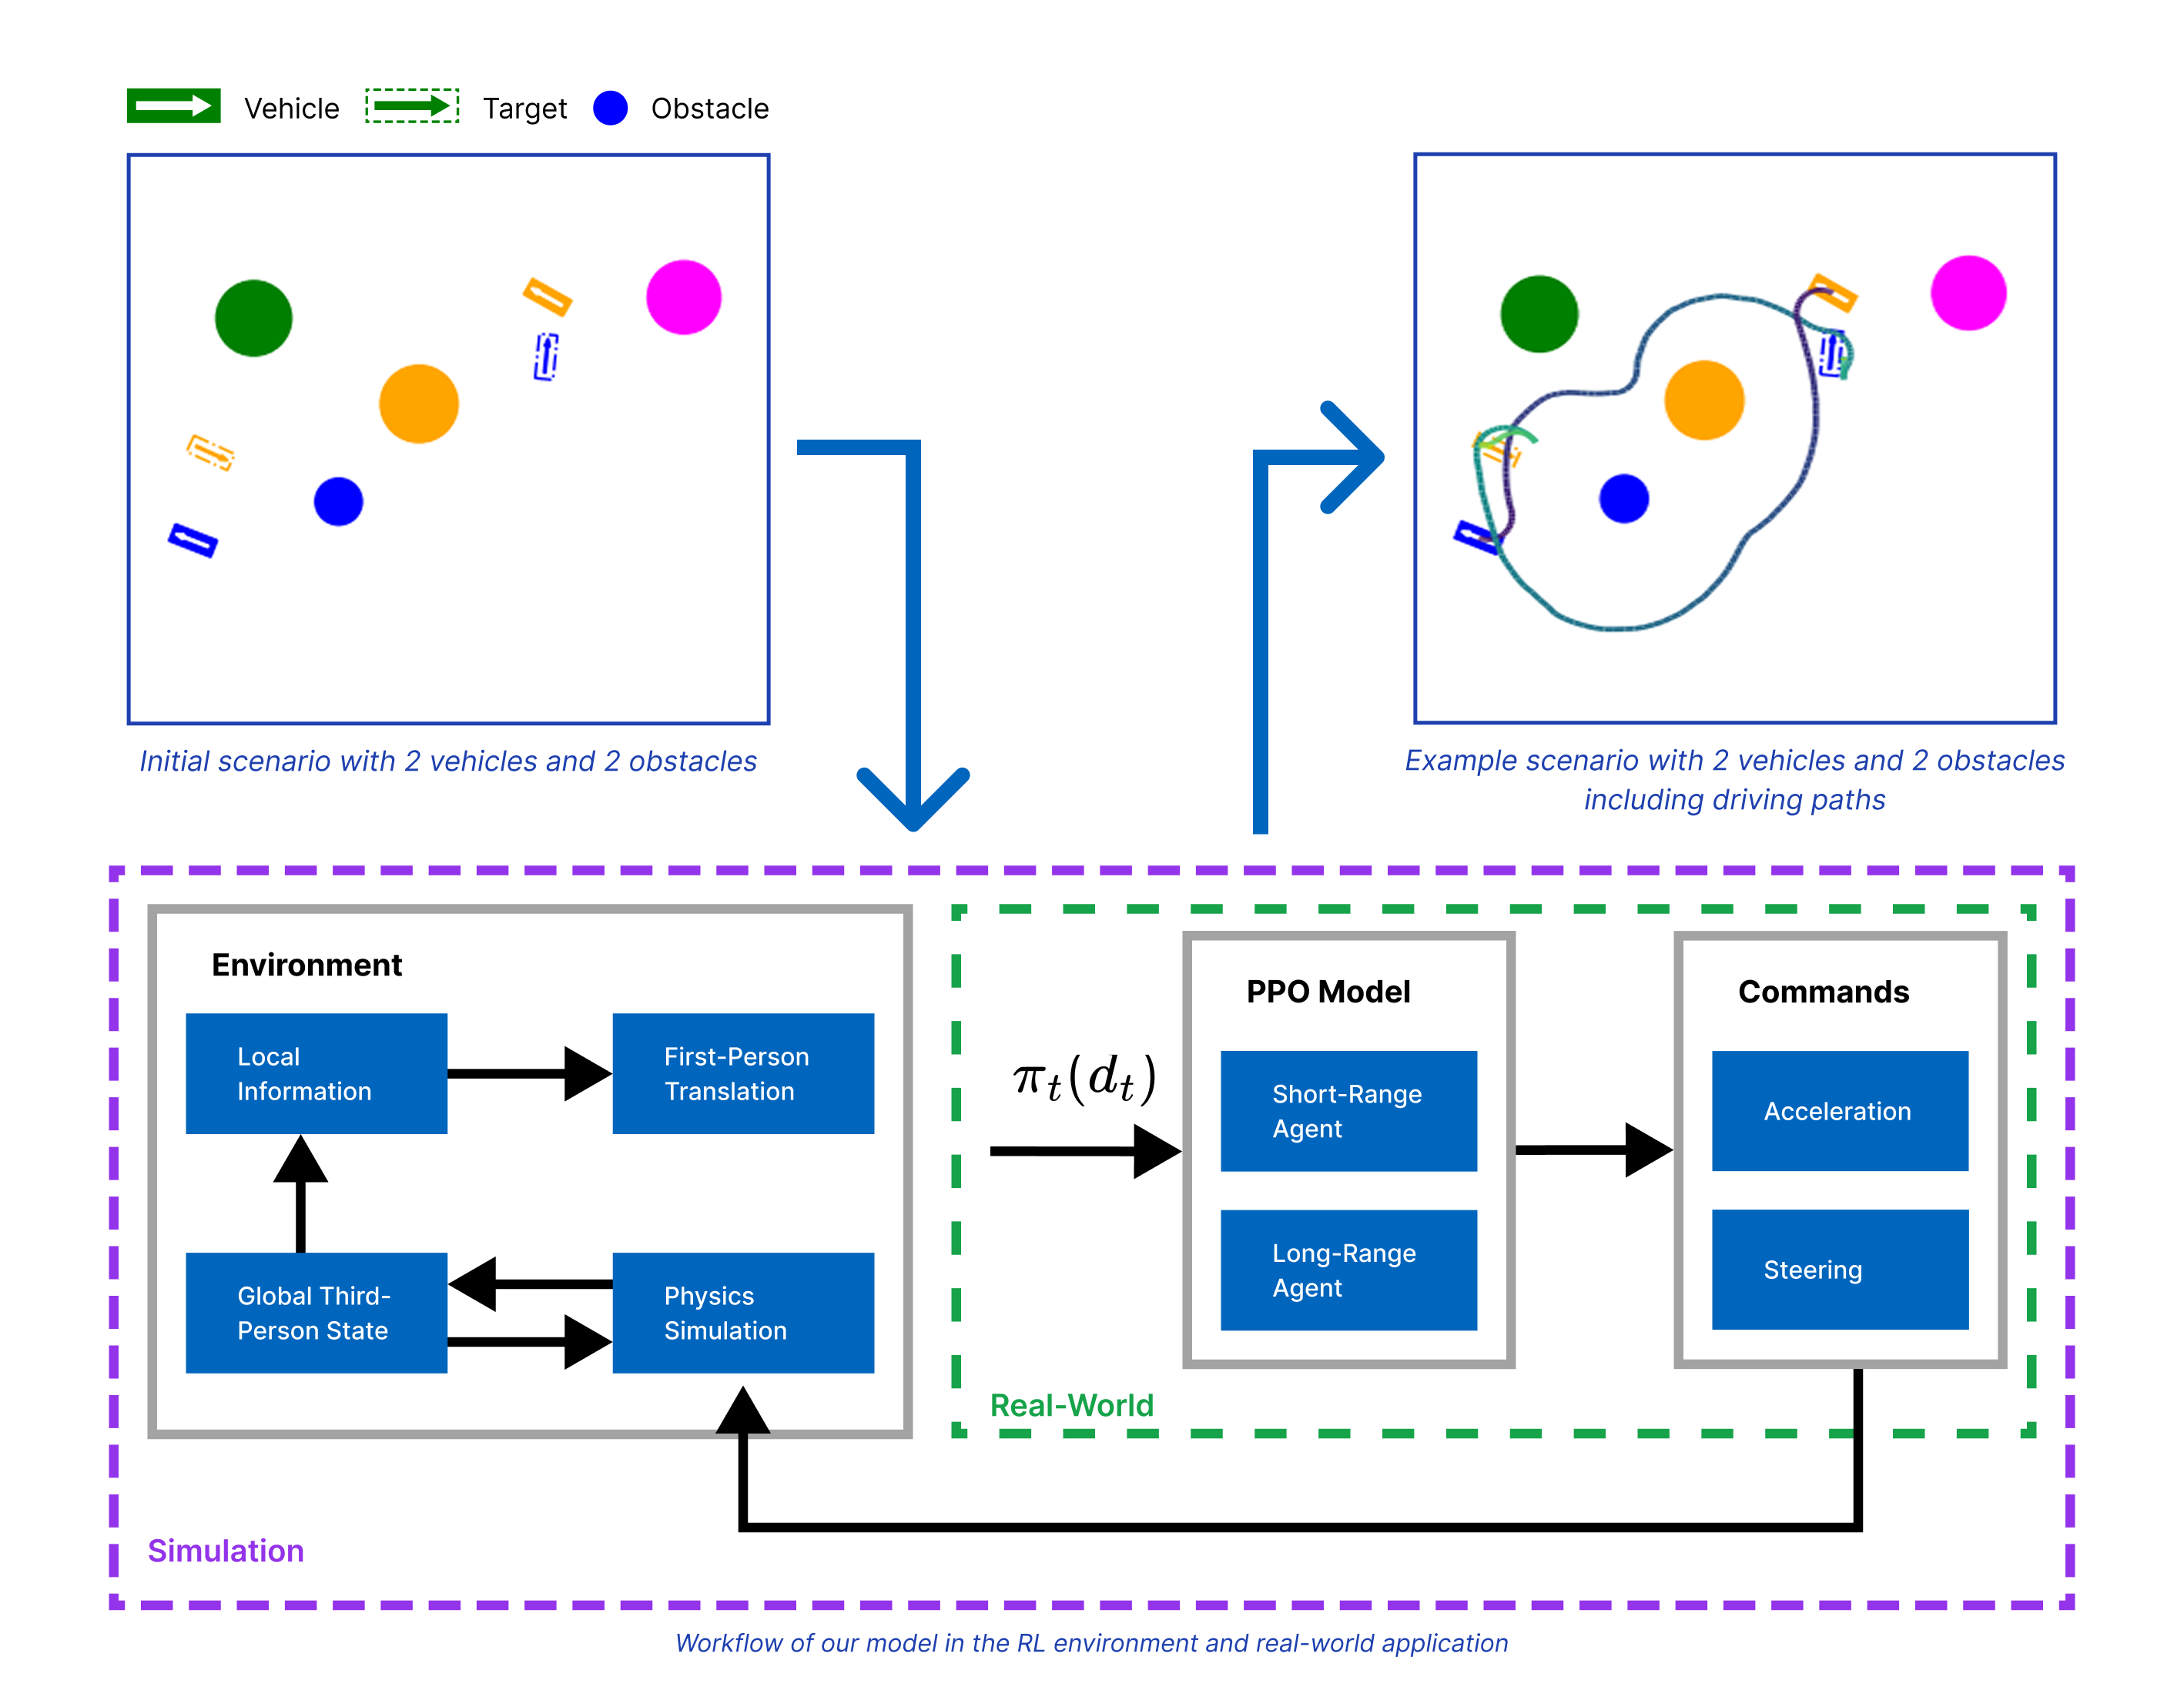 Vehicle
Target
Obstacle
Initial scenario with 2 vehicles and 2 obstacles
Example scenario with 2 vehicles and 2 obstacles
including driving paths
Environment
Local
Information
First-Person
Translation
Global Third-
Person State
Physics
Simulation
πt(dt)
PPO Model
Short-Range
Agent
Long-Range
Agent
Commands
Acceleration
Steering
Real-World
Simulation
Workflow of our model in the RL environment and real-world application